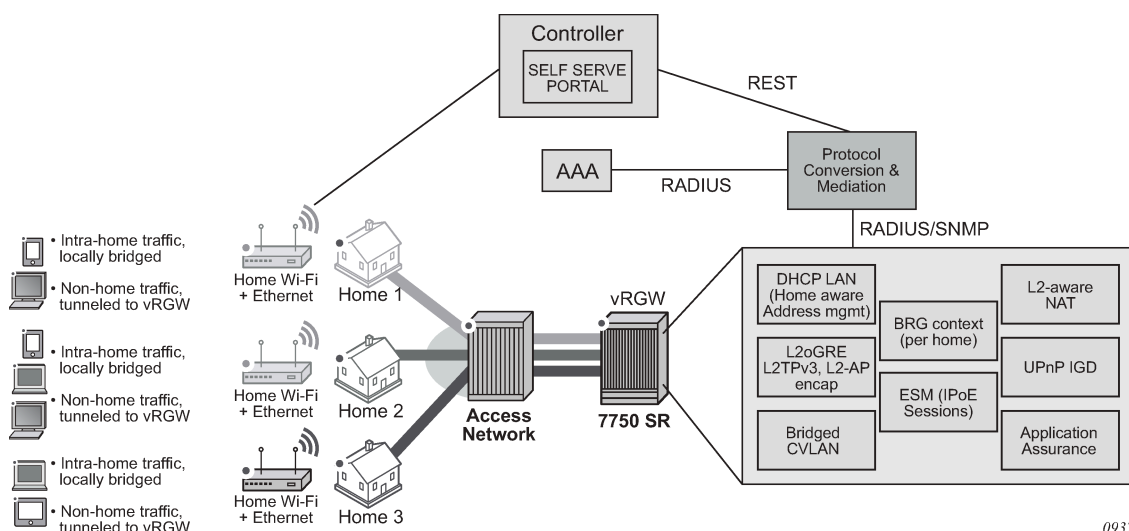 Controller
SELF SERVE
PORTAL
REST
AAA
RADIUS
Protocol
Conversion &
Mediation
RADIUS/SNMP
• Intra-home traffic,
locally bridged
• Non-home traffic,
tunneled to vRGW
Home Wi-Fi
+ Ethernet
Home 1
• Intra-home traffic,
locally bridged
• Non-home traffic,
tunneled to vRGW
Home Wi-Fi
+ Ethernet
Home 2
• Intra-home traffic,
locally bridged
• Non-home traffic,
tunneled to vRGW
Home Wi-Fi
+ Ethernet
Home 3
Access
Network
vRGW
7750 SR
DHCP LAN
(Home aware
Address mgmt)
L2oGRE
L2TPv3, L2-AP
encap
Bridged
CVLAN
BRG context
(per home)
ESM (IPoE
Sessions)
L2-aware
NAT
UPnP IGD
Application
Assurance
093